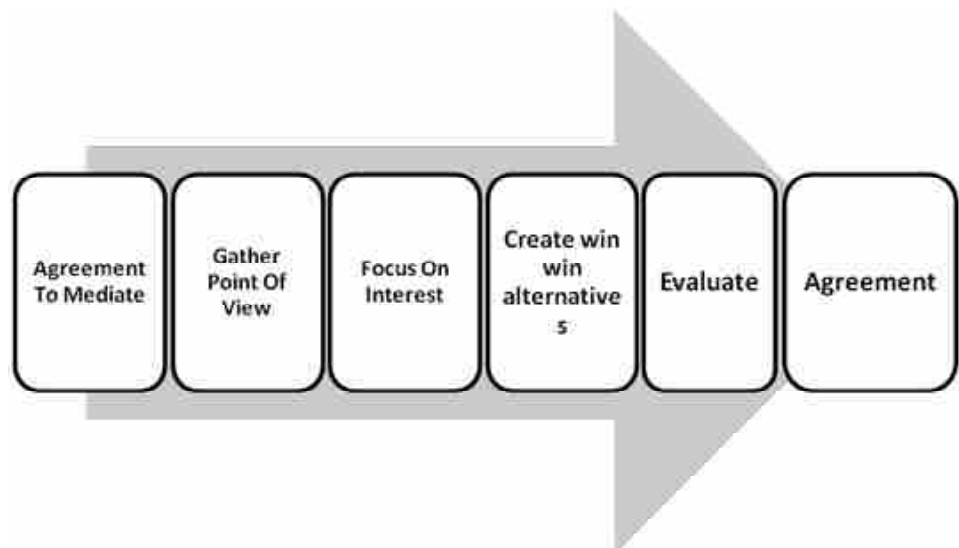 Agreement
To Mediate
Gather
Point Of
View
Focus On
Interest
Create win
win
alternative
s
Evaluate
Agreement